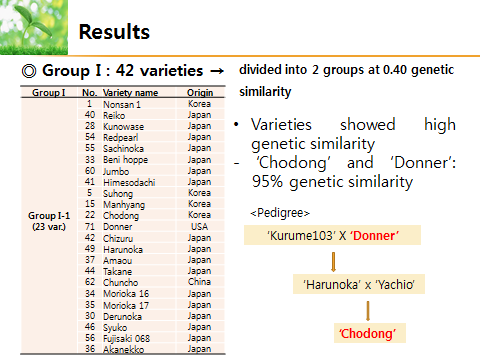 Results
◎ Group I : 42 varieties → divided into 2 groups at 0.40 genetic
similarity
Group I No. Variety name Origin
Group I-1
(23 var.)
1 Nonsan 1 Korea
40 Reiko Japan
28 Kunowase Japan
54 Redpearl Japan
55 Sachinoka Japan
33 Beni hoppe Japan
60 Jumbo Japan
41 Himesodachi Japan
5 Suhong Korea
15 Manhyang Korea
22 Chodong Korea
71 Donner USA
42 Chizuru Japan
49 Harunoka Japan
37 Amaou Japan
44 Takane Japan
62 Chuncho China
34 Morioka 16 Japan
35 Morioka 17 Japan
30 Derunoka Japan
46 Syuko Japan
56 Fujisaki 068 Japan
36 Akanekko Japan
• Varieties showed high
genetic similarity
- ‘Chodong’ and ‘Donner’:
95% genetic similarity
<Pedigree>
‘Kurume103’ X ‘Donner’
‘Harunoka’ x ‘Yachio’
‘Chodong’